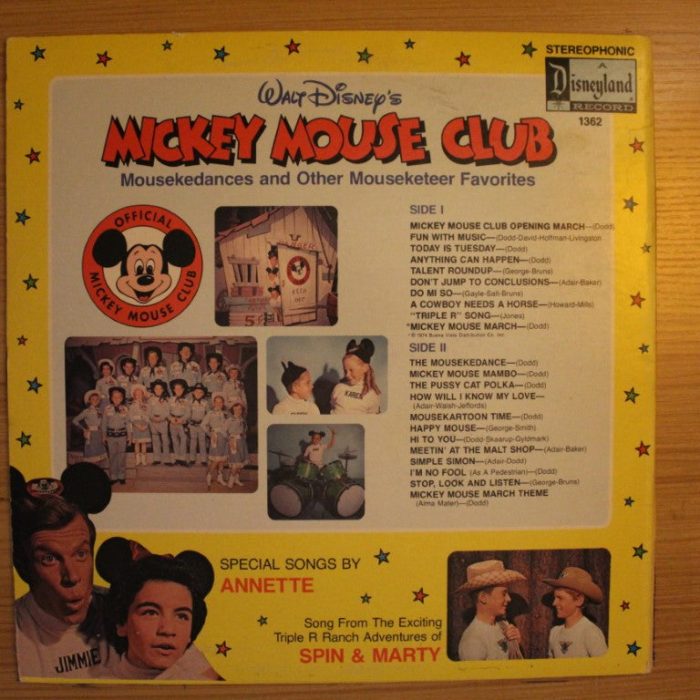 STEREOPHONIC
A
Disneyland
RECORD
1362
WALT DISNEY'S
MICKEY MOUSE CLUB
Mousekedances and Other Mouseketeer Favorites
OFFICIAL
MICKEY MOUSE CLUB
SIDE I
MICKEY MOUSE CLUB OPENING MARCH—(Dodd)
FUN WITH MUSIC—(Dodd-David-Hoffman-Livingston
TODAY IS TUESDAY—(Dodd)
ANYTHING CAN HAPPEN—(Dodd)
TALENT ROUNDUP—(George-Bruns)
DON'T JUMP TO CONCLUSIONS—(Adair-Baker)
DO MI SO—(Gayle-Sali-Bruns)
A COWBOY NEEDS A HORSE—(Howard-Mills)
"TRIPLE R" SONG—(Jones)
*MICKEY MOUSE MARCH—(Dodd)
* © 1974 Buena Vista Distribution Co. Inc.
SIDE II
THE MOUSEKEDANCE—(Dodd)
MICKEY MOUSE MAMBO—(Dodd)
THE PUSSY CAT POLKA—(Dodd)
HOW WILL I KNOW MY LOVE—
(Adair-Walsh-Jeffords)
MOUSEKARTOON TIME—(Dodd)
HAPPY MOUSE—(George-Smith)
HI TO YOU—(Dodd-Skaarup-Gyldmark)
MEETIN' AT THE MALT SHOP—(Adair-Baker)
SIMPLE SIMON—(Adair-Dodd)
I'M NO FOOL (As A Pedestrian)—(Dodd)
STOP, LOOK AND LISTEN—(George-Bruns)
MICKEY MOUSE MARCH THEME
(Alma Mater)—(Dodd)
KAREN
JIMMIE
SPECIAL SONGS BY
ANNETTE
Song From The Exciting
Triple R Ranch Adventures of
SPIN & MARTY